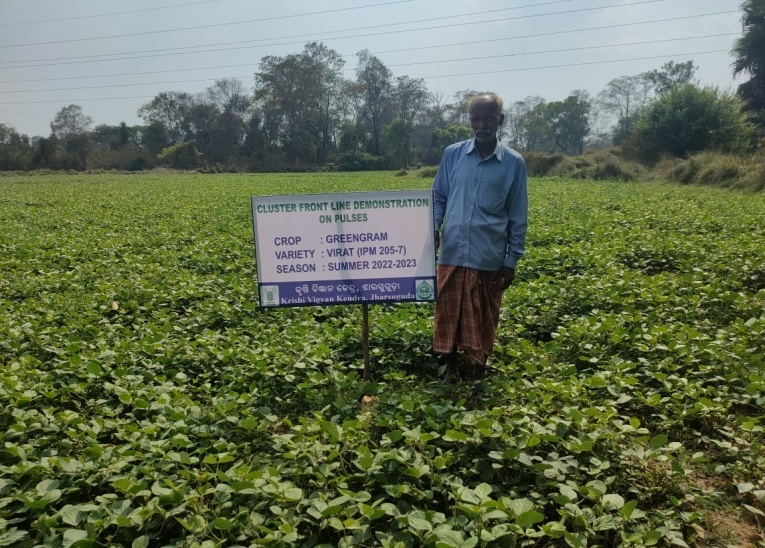 CLUSTER FRONT LINE DEMONSTRATION
ON PULSES
CROP : GREENGRAM
VARIETY : VIRAT (IPM 205-7)
SEASON : SUMMER 2022-2023
କୃଷି ବିଜ୍ଞାନ କେନ୍ଦ୍ର, ଝାରସୁଗୁଡ଼ା
Krishi Vigyan Kendra, Jharsuguda